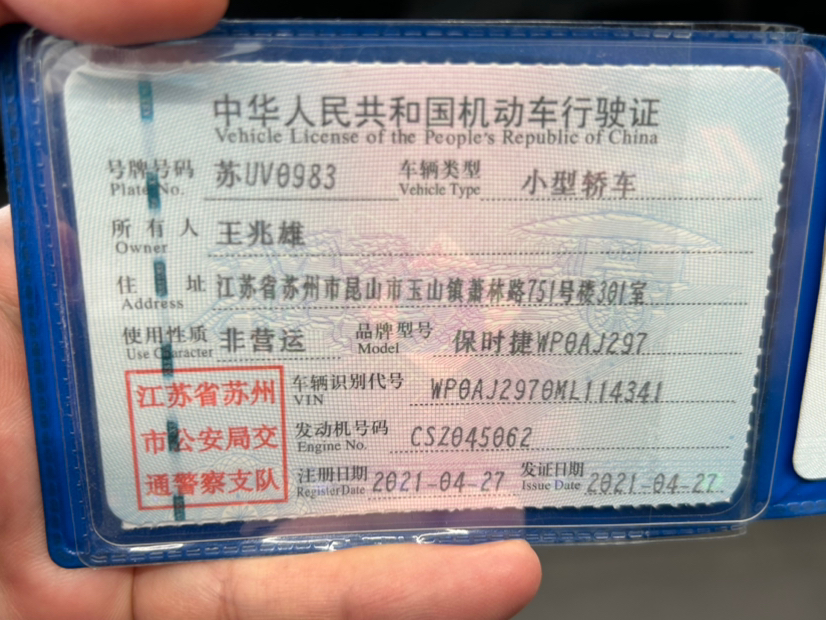 中华人民共和国机动车行驶证
Vehicle License of the People's Republic of China
号牌号码 苏UV0983 车辆类型 小型轿车
Plate No. Vehicle Type
所有人 王兆雄
Owner
住址 江苏省苏州市昆山市玉山镇萧林路751号楼301室
Address
使用性质 非营运 品牌型号 保时捷WP0AJ297
Use Character Model
江苏省苏州
市公安局交
通警察支队
车辆识别代号 WP0AJ2970ML114341
VIN
发动机号码 CSZ045062
Engine No.
注册日期 2021-04-27 发证日期 2021-04-27
Register Date Issue Date